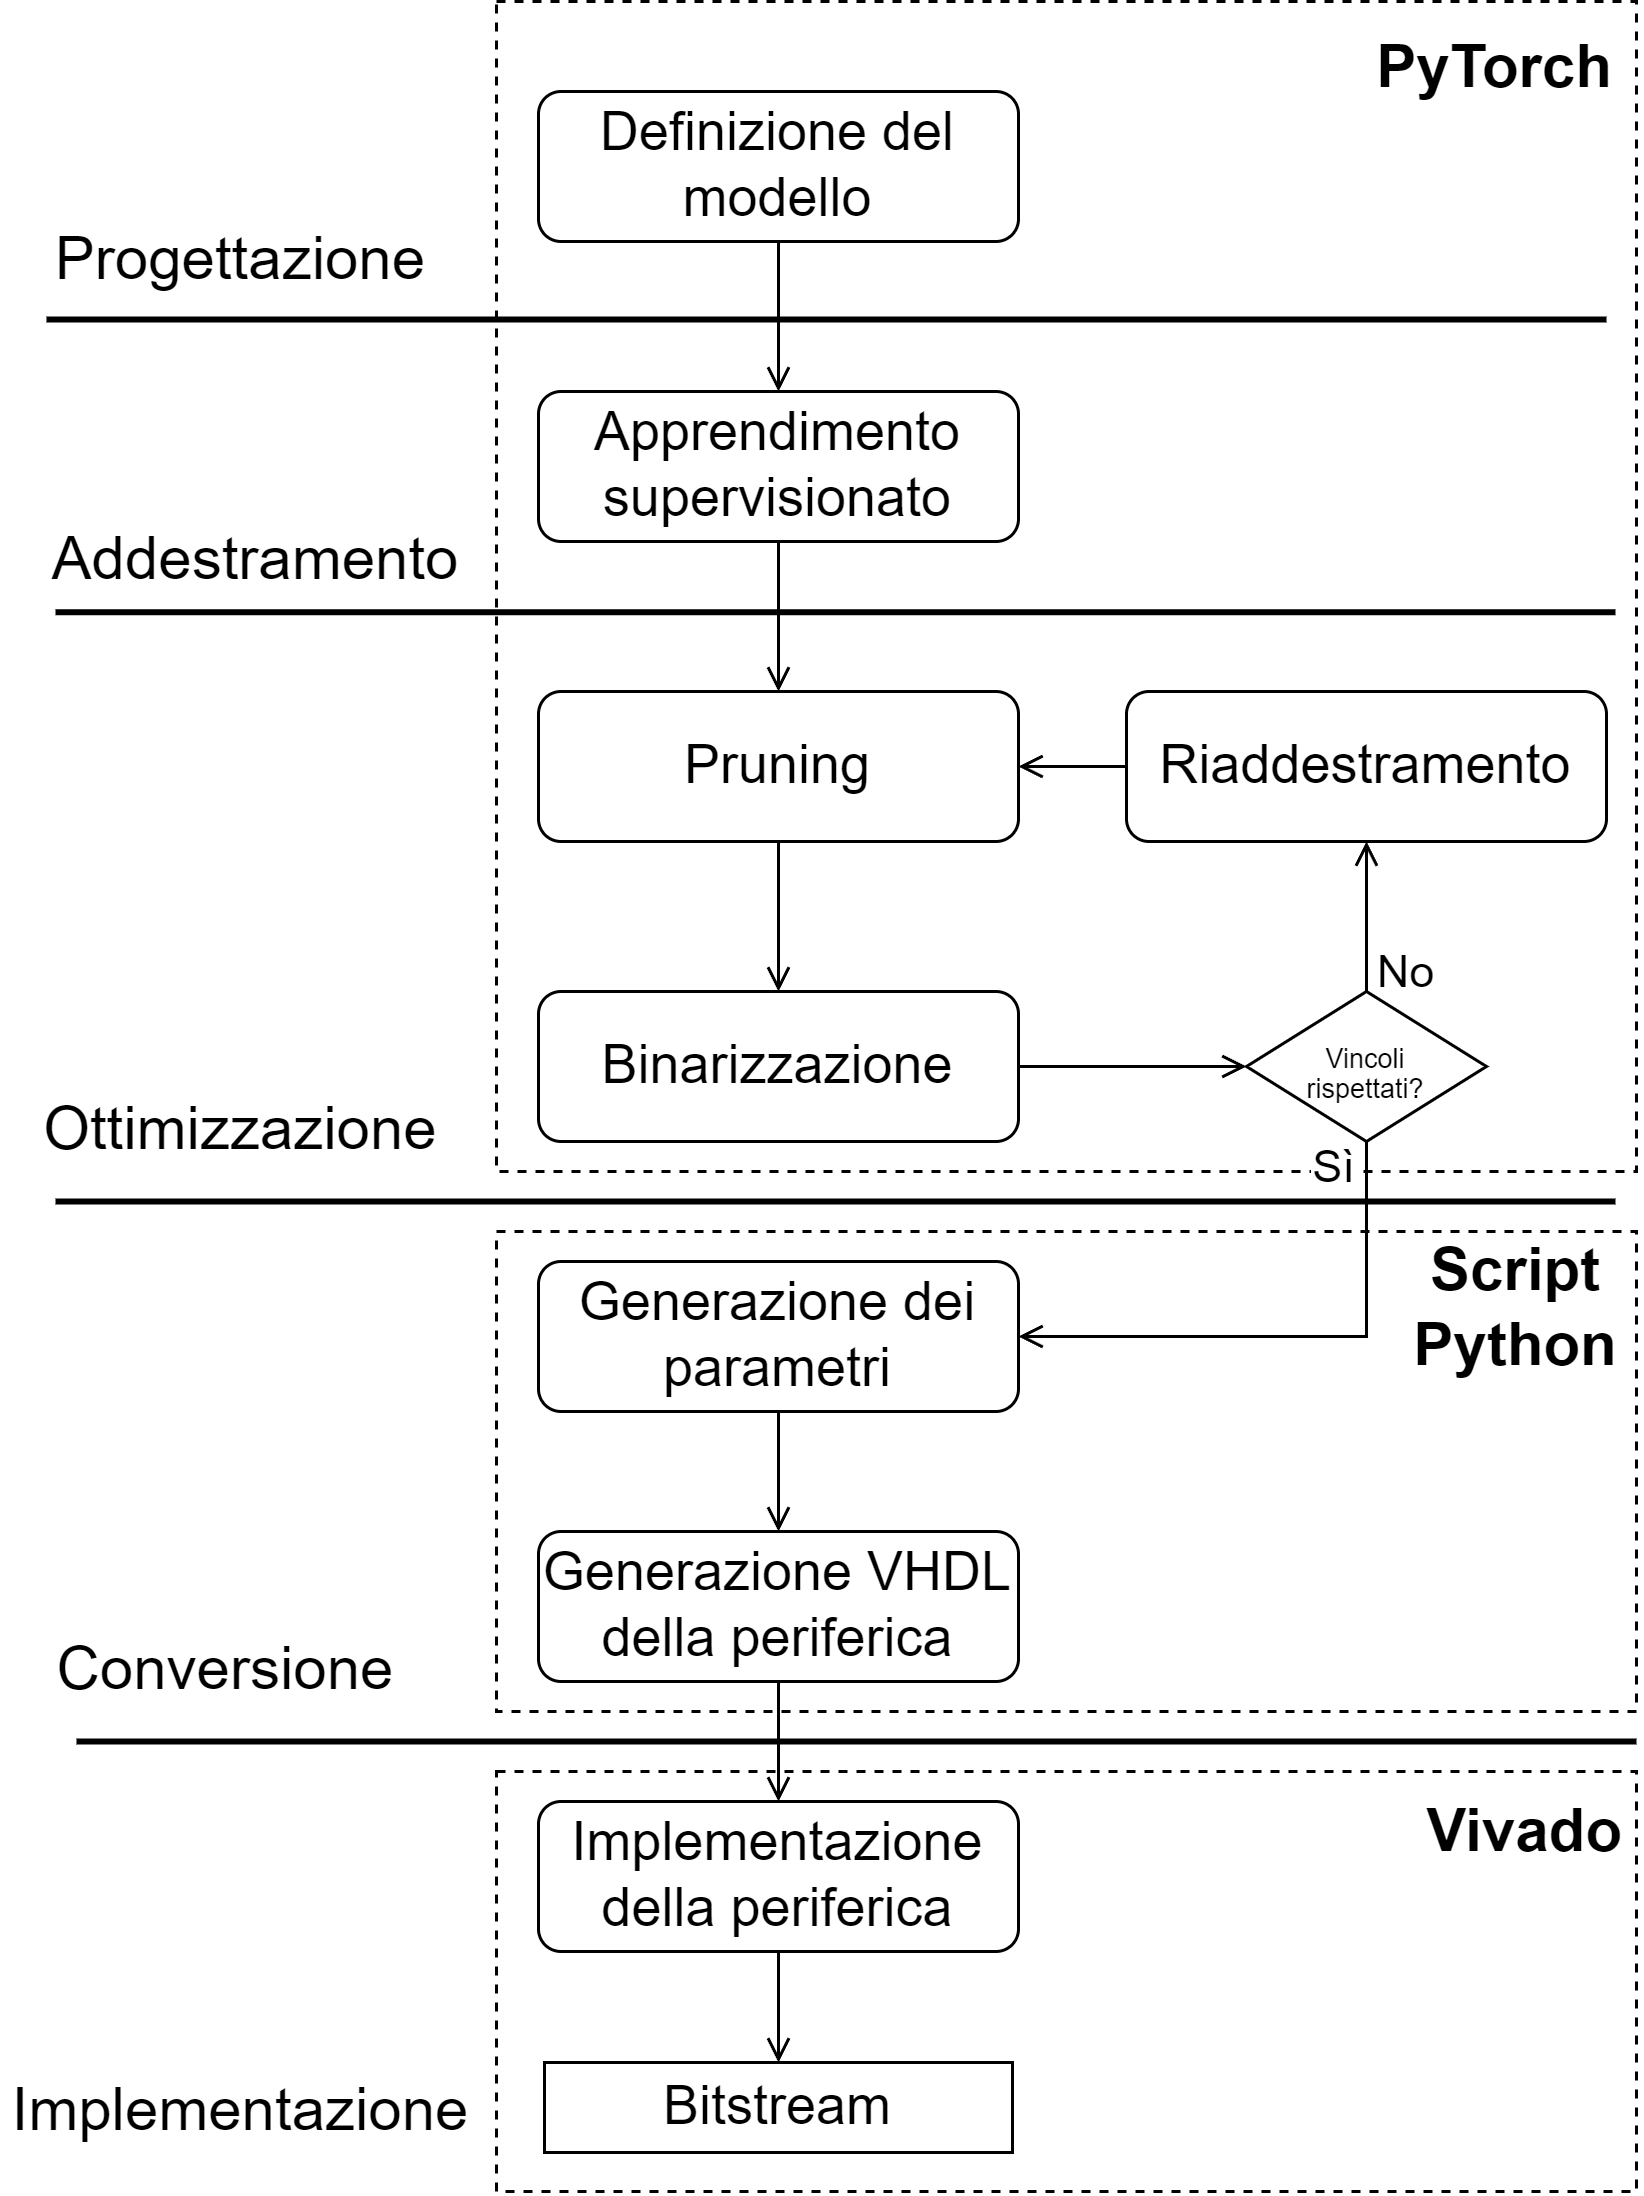 PyTorch
Definizione del
modello
Progettazione
Apprendimento
supervisionato
Addestramento
Pruning
Riaddestramento
No
Binarizzazione
Vincoli
rispettati?
Ottimizzazione
Sì
Script
Python
Generazione dei
parametri
Generazione VHDL
della periferica
Conversione
Vivado
Implementazione
della periferica
Bitstream
Implementazione